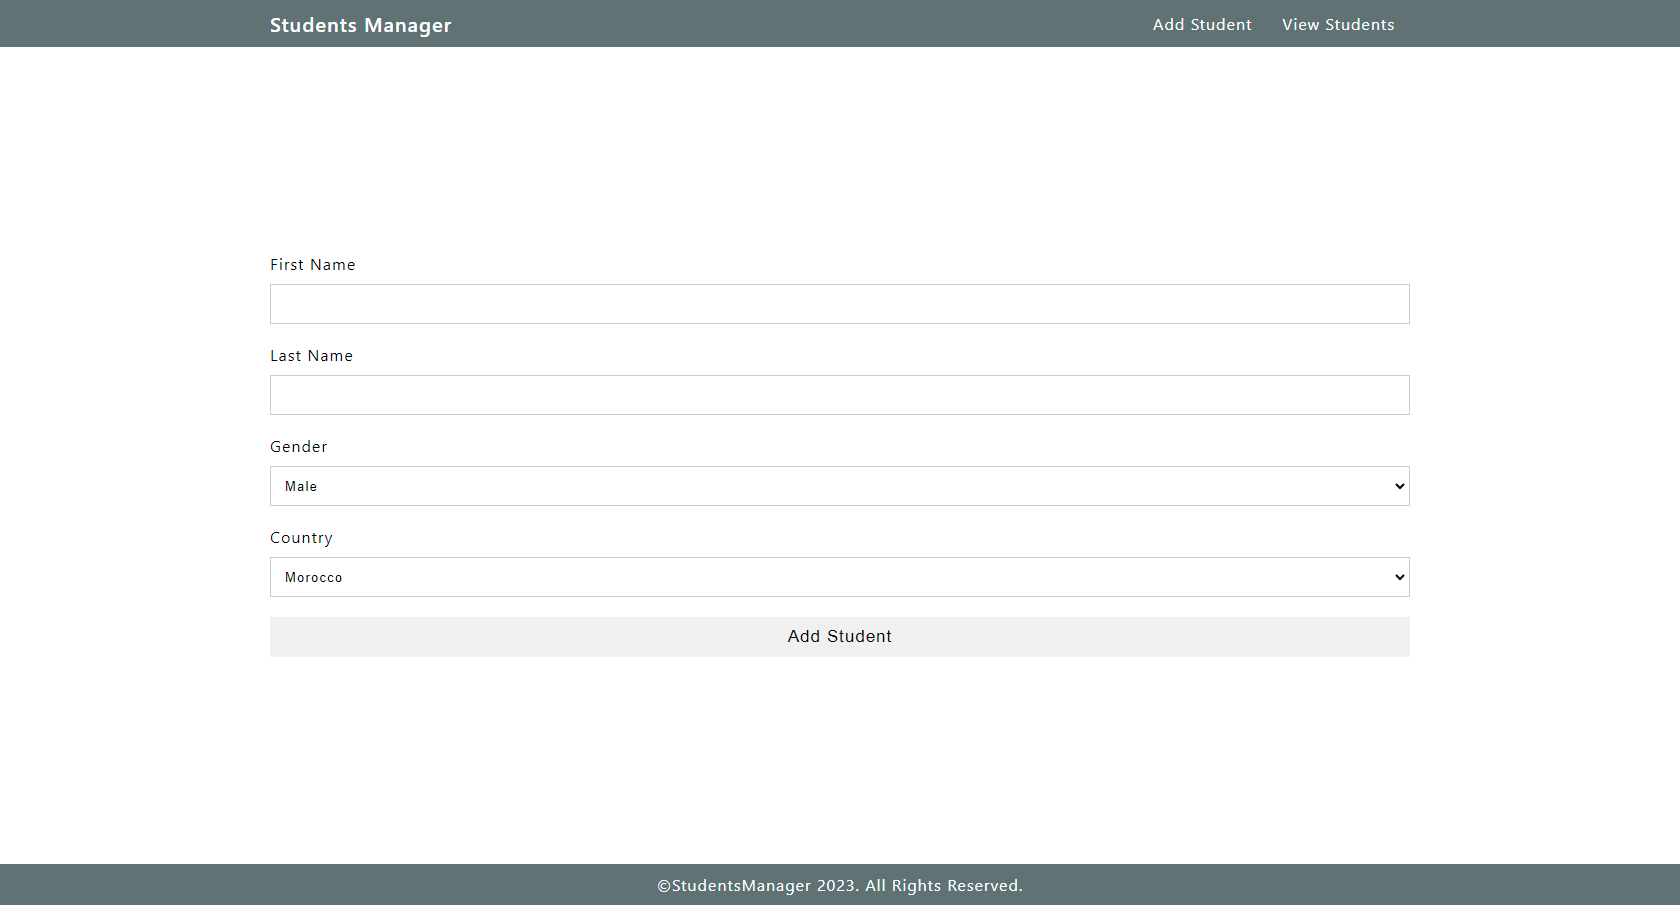 Students Manager
Add Student
View Students
First Name
Last Name
Gender
Male
Country
Morocco
Add Student
©StudentsManager 2023. All Rights Reserved.